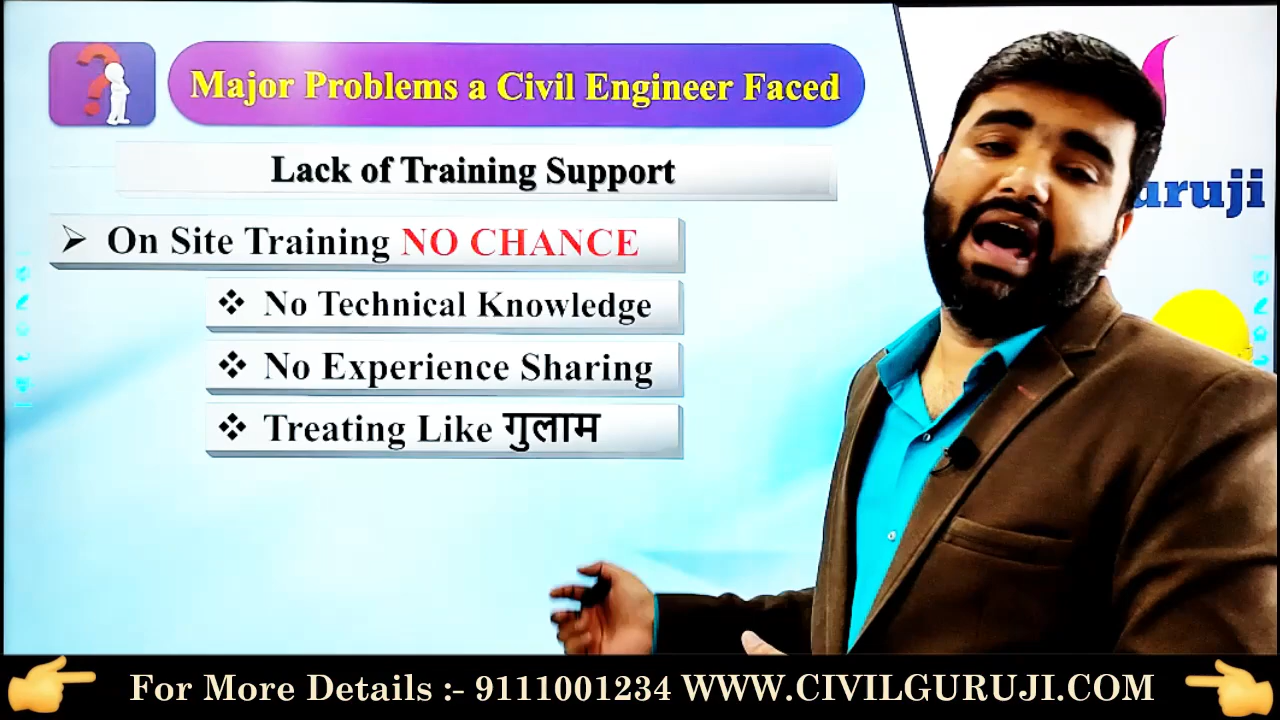 Major Problems a Civil Engineer Faced
Lack of Training Support
On Site Training NO CHANCE
No Technical Knowledge
No Experience Sharing
Treating Like गुलाम
uruji
For More Details :- 9111001234 WWW.CIVILGURUJI.COM